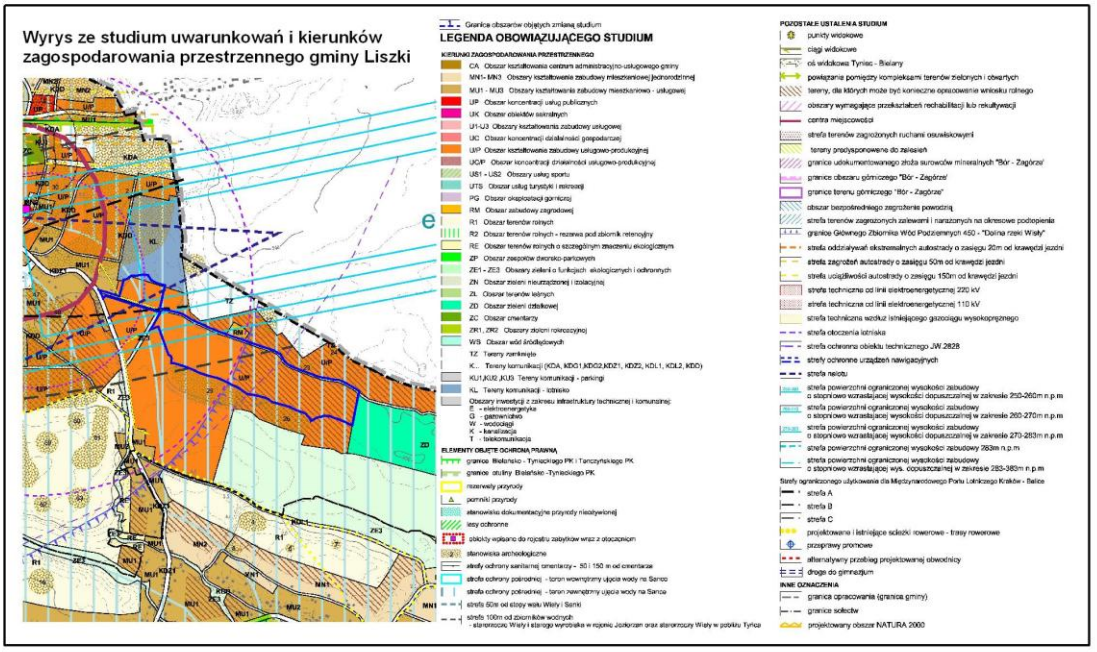 Wyrys ze studium uwarunkowań i kierunków
zagospodarowania przestrzennego gminy Liszki
Granice obszarów objętych zmianą studium
LEGENDA OBOWIĄZUJĄCEGO STUDIUM
KIERUNKI ZAGOSPODAROWANIA PRZESTRZENNEGO
CA Obszar kształtowania centrum administracyjno-usługowego gminy
MN1- MN3 Obszary kształtowania zabudowy mieszkaniowej jednorodzinnej
MU1 - MU3 Obszary kształtowania zabudowy mieszkaniowo - usługowej
UP Obszar koncentracji usług publicznych
UK Obszar obiektów sakralnych
U1-U3 Obszary kształtowania zabudowy usługowej
UC Obszar koncentracji działalności gospodarczej
U/P Obszar kształtowania zabudowy usługowo-produkcyjnej
UC/P Obszar koncentracji działalności usługowo-produkcyjnej
US1 - US2 Obszary usług sportu
UTS Obszar usług turystyki i rekreacji
PG Obszar eksploatacji górniczej
RM Obszar zabudowy zagrodowej
R1 Obszar terenów rolnych
R2 Obszar terenów rolnych - rezerwa pod zbiornik retencyjny
RE Obszar terenów rolnych o szczególnym znaczeniu ekologicznym
ZP Obszar zespołów dworsko-parkowych
ZE1 - ZE3 Obszary zieleni o funkcjach ekologicznych i ochronnych
ZN Obszar zieleni nieurządzonej i izolacyjnej
ZL Obszar terenów leśnych
ZD Obszar zieleni działkowej
ZC Obszar cmentarzy
ZR1, ZR2 Obszary zieleni rekreacyjnej
WS Obszar wód śródlądowych
TZ Tereny zamknięte
K... Tereny komunikacji (KDA, KDG1,KDG2,KDZ1, KDZ2, KDL1, KDL2, KDD)
KU1,KU2 ,KU3 Tereny komunikacji - parkingi
KL Tereny komunikacji - lotnisko
Obszary inwestycji z zakresu infrastruktury technicznej i komunalnej:
E - elektroenergetyka
G - gazownictwo
W - wodociągi
K - kanalizacja
T - telekomunikacja
ELEMENTY OBJĘTE OCHRONĄ PRAWNĄ
granice Bielańsko - Tynieckiego PK i Tenczyńskiego PK
granice otuliny Bielańsko -Tynieckiego PK
rezerwaty przyrody
pomniki przyrody
stanowisko dokumentacyjne przyrody nieożywionej
lasy ochronne
obiekty wpisane do rejestru zabytków wraz z otoczeniem
stanowiska archeologiczne
strefy ochrony sanitarnej cmentarzy - 50 i 150 m od cmentarza
strefa ochrony pośredniej - teren wewnętrzny ujęcia wody na Sance
strefa ochrony pośredniej - teren zewnętrzny ujęcia wody na Sance
strefa 50m od stopy wału Wisły i Sanki
strefa 100m od zbiorników wodnych
- starorzecze Wisły i starego wyrobiska w rejonie Jeziorzan oraz starorzeczy Wisły w pobliżu Tyńca
POZOSTAŁE USTALENIA STUDIUM
punkty widokowe
ciągi widokowe
oś widokowa Tyniec - Bielany
powiązania pomiędzy kompleksami terenów zielonych i otwartych
tereny, dla których może być konieczne opracowanie wniosku rolnego
obszary wymagające przekształceń rehabilitacji lub rekultywacji
centra miejscowości
strefa terenów zagrożonych ruchami osuwiskowymi
tereny predysponowane do zalesień
granice udokumentowanego złoża surowców mineralnych "Bór - Zagórze"
granice obszaru górniczego "Bór - Zagórze"
granice terenu górniczego "Bór - Zagórze"
obszar bezpośredniego zagrożenia powodzią
strefa terenów zagrożonych zalewami i narażonych na okresowe podtopienia
granice Głównego Zbiornika Wód Podziemnych 450 - "Dolina rzeki Wisły"
strefa oddziaływań ekstremalnych autostrady o zasięgu 20m od krawędzi jezdni
strefa zagrożeń autostrady o zasięgu 50m od krawędzi jezdni
strefa uciążliwości autostrady o zasięgu 150m od krawędzi jezdni
strefa techniczna od linii elektroenergetycznej 220 kV
strefa techniczna od linii elektroenergetycznej 110 kV
strefa techniczna wzdłuż istniejącego gazociągu wysokoprężnego
strefa otoczenia lotniska
strefa ochronna obiektu technicznego JW 2628
strefy ochronne urządzeń nawigacyjnych
strefa nalotu
strefa powierzchni ograniczonej wysokości zabudowy
o stopniowo wzrastającej wysokości dopuszczalnej w zakresie 250-260m n.p.m
strefa powierzchni ograniczonej wysokości zabudowy
o stopniowo wzrastającej wysokości dopuszczalnej w zakresie 260-270m n.p.m
strefa powierzchni ograniczonej wysokości zabudowy
o stopniowo wzrastającej wysokości dopuszczalnej w zakresie 270-283m n.p.m
strefa powierzchni ograniczonej wysokości zabudowy 283m n.p.m
strefa powierzchni ograniczonej wysokości zabudowy
o stopniowo wzrastającej wys. dopuszczalnej w zakresie 283-383m n.p.m
Strefy ograniczonego użytkowania dla Międzynarodowego Portu Lotniczego Kraków - Balice
strefa A
strefa B
strefa C
projektowane i istniejące ścieżki rowerowe - trasy rowerowe
przeprawy promowe
alternatywny przebieg projektowanej obwodnicy
droga do gimnazjum
INNE OZNACZENIA
granica opracowania (granica gminy)
granice sołectw
projektowany obszar NATURA 2000
MN2
KDA
U/P
KL
TZ
MU1
KDZ1
RM
ZD
ZE3
R1
MN1
MU2
e